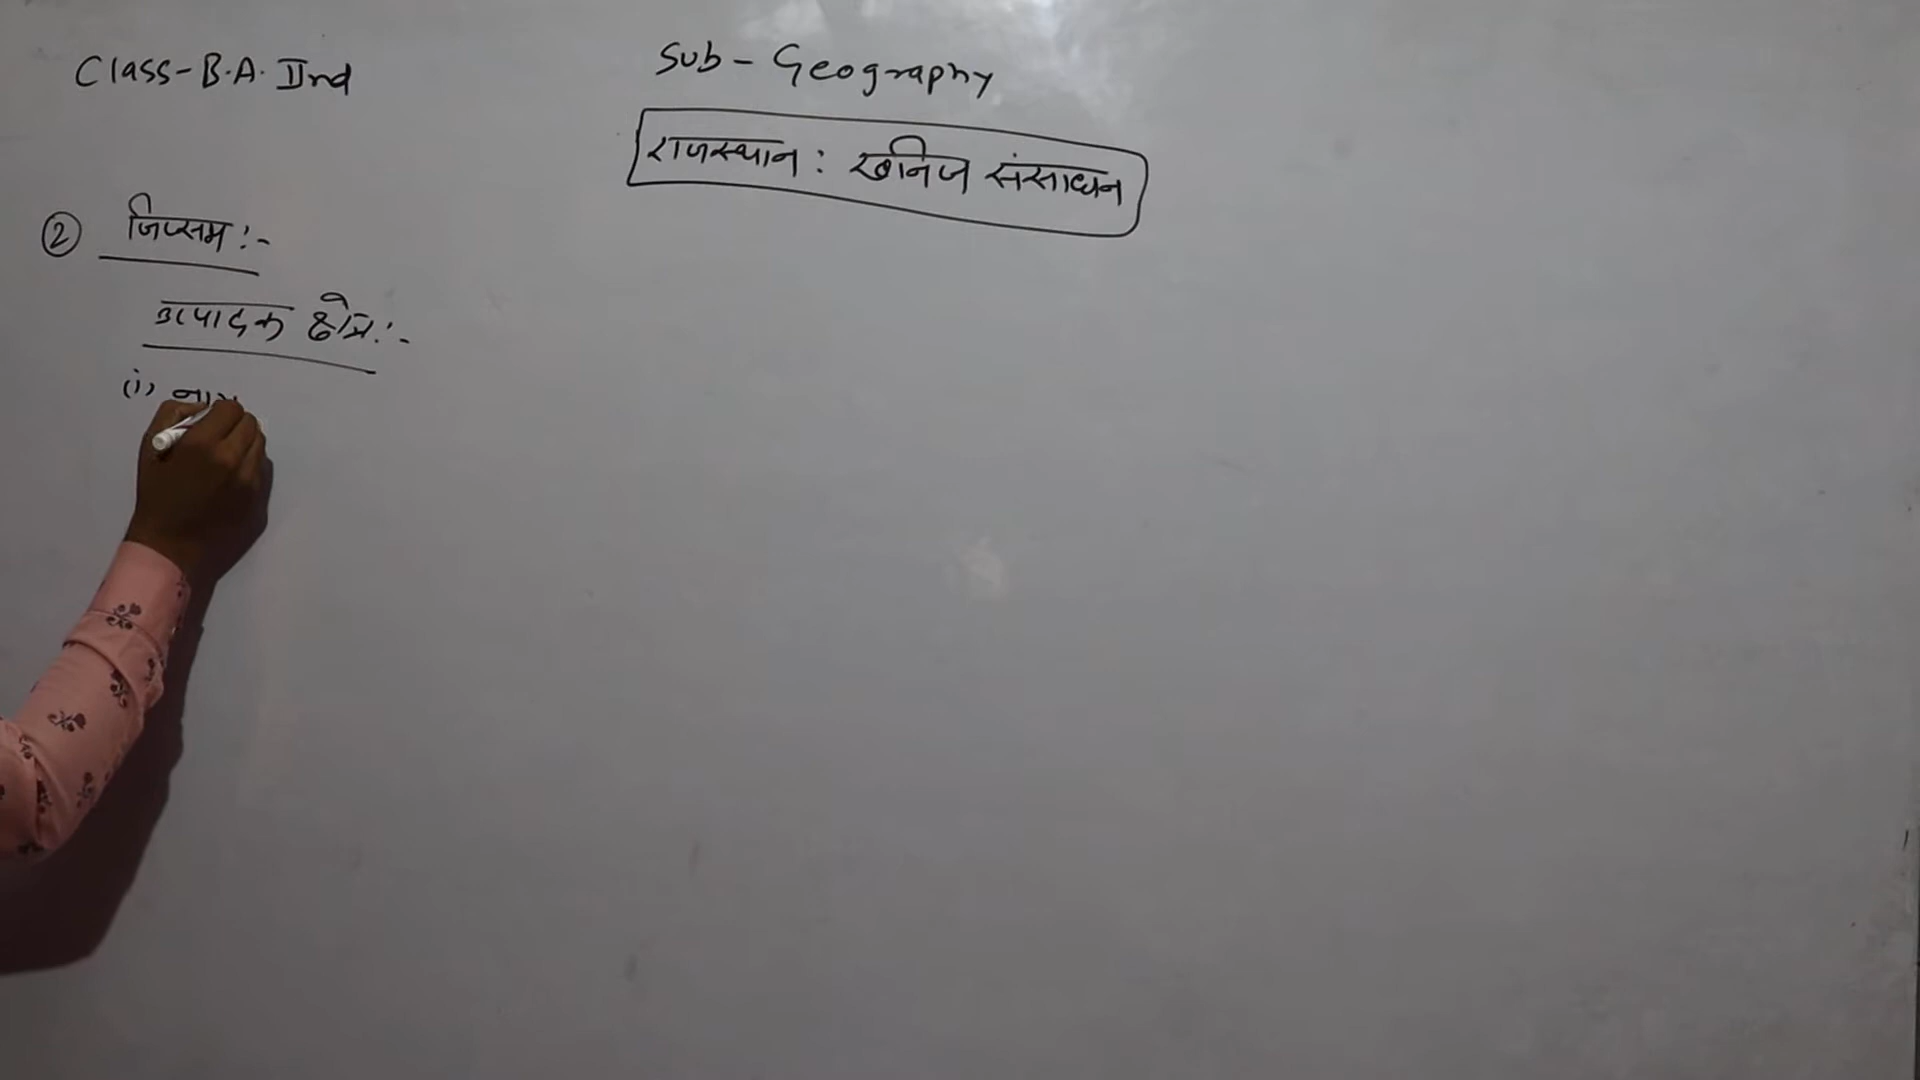 Class-B.A. IInd
Sub - Geography
राजस्थान : खनिज संसाधन
② जिप्सम :-
उत्पादक क्षेत्र :-
(i)